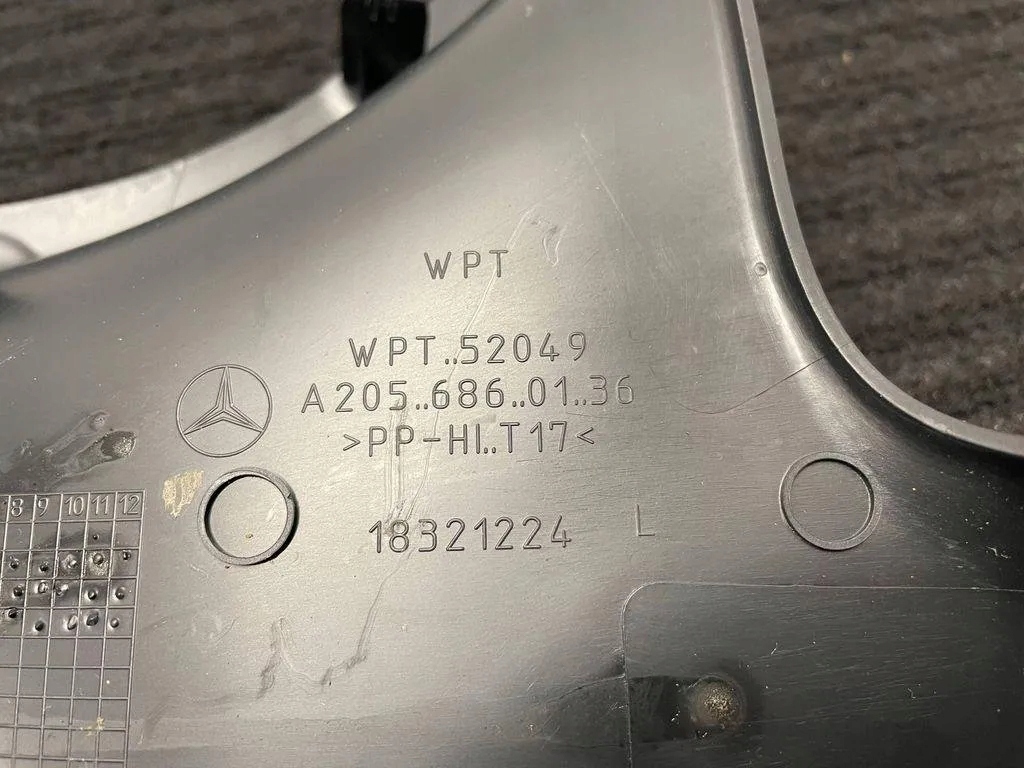 WPT
WPT..52049
A205..686..01..36
>PP-HI..T17<
18321224 L
8 9 10 11 12